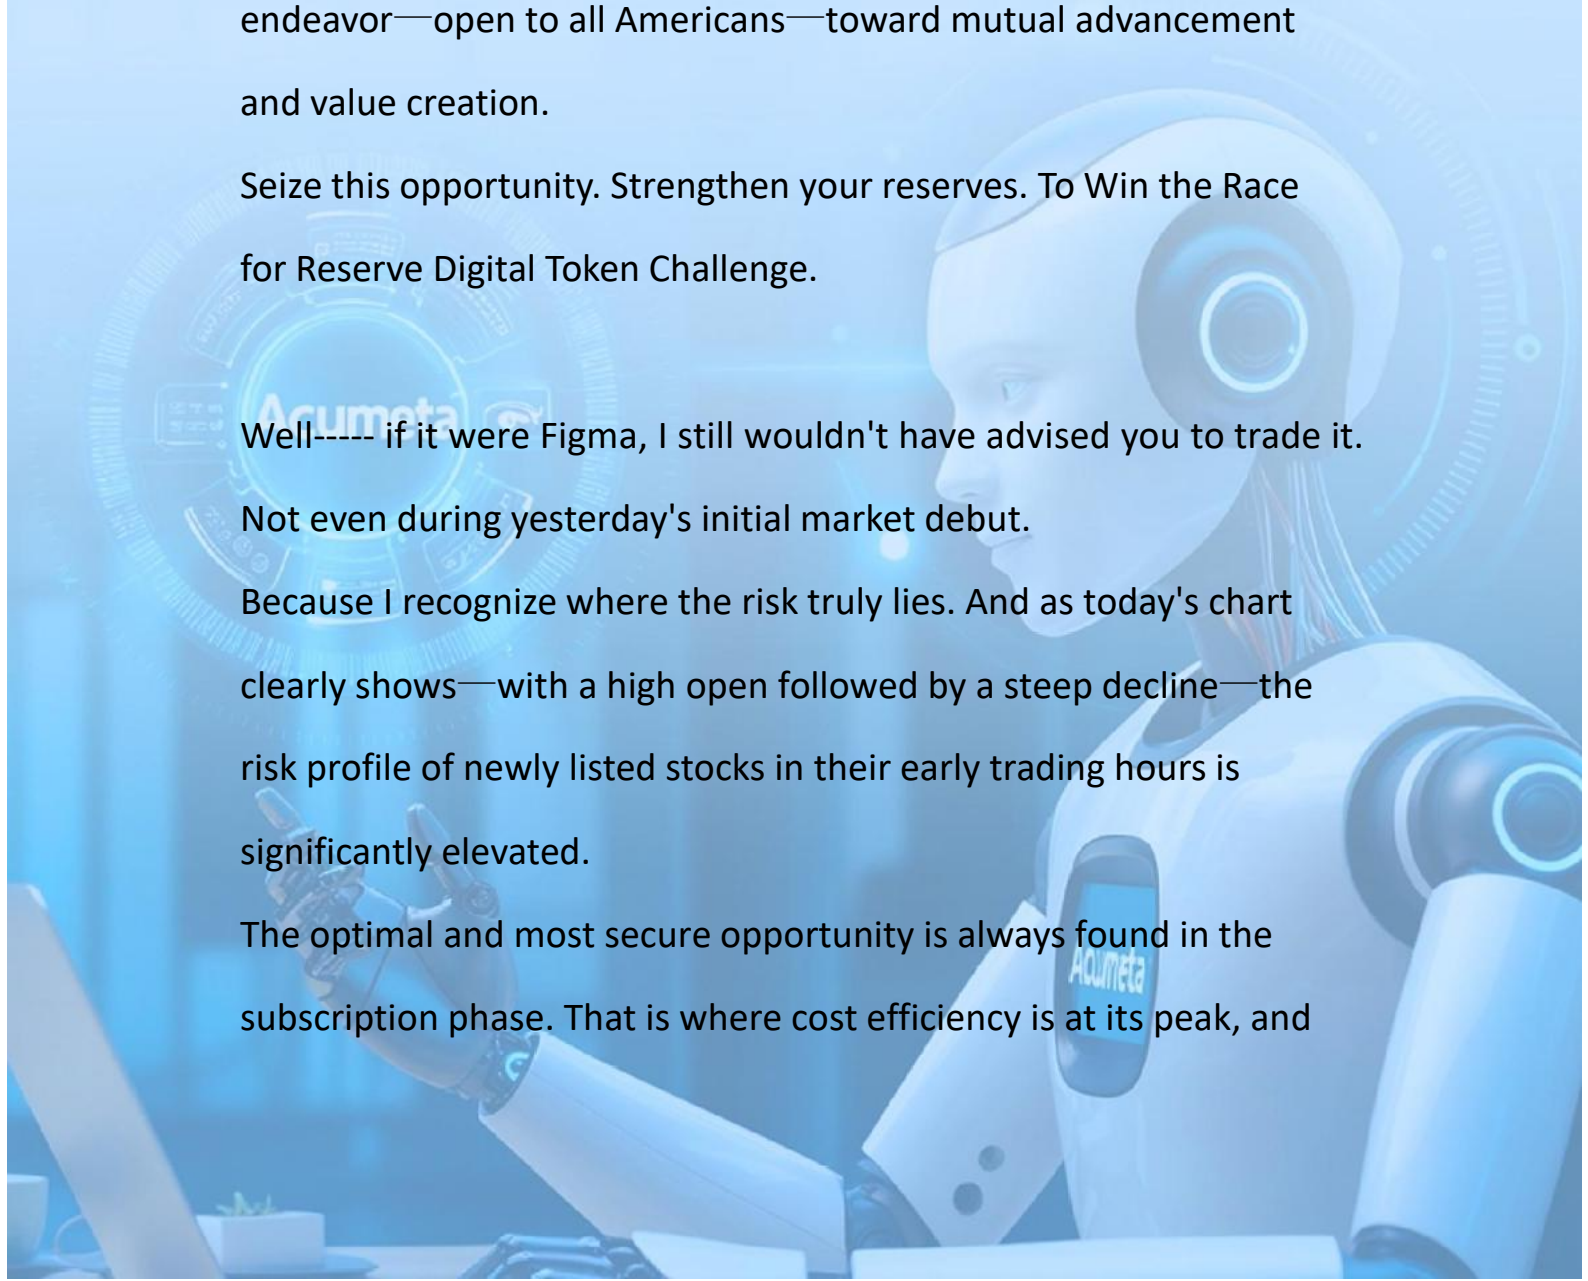 endeavor—open to all Americans—toward mutual advancement
and value creation.
Seize this opportunity. Strengthen your reserves. To Win the Race
for Reserve Digital Token Challenge.
Acumeta
Well----- if it were Figma, I still wouldn't have advised you to trade it.
Not even during yesterday's initial market debut.
Because I recognize where the risk truly lies. And as today's chart
clearly shows—with a high open followed by a steep decline—the
risk profile of newly listed stocks in their early trading hours is
significantly elevated.
The optimal and most secure opportunity is always found in the
Acumeta
subscription phase. That is where cost efficiency is at its peak, and